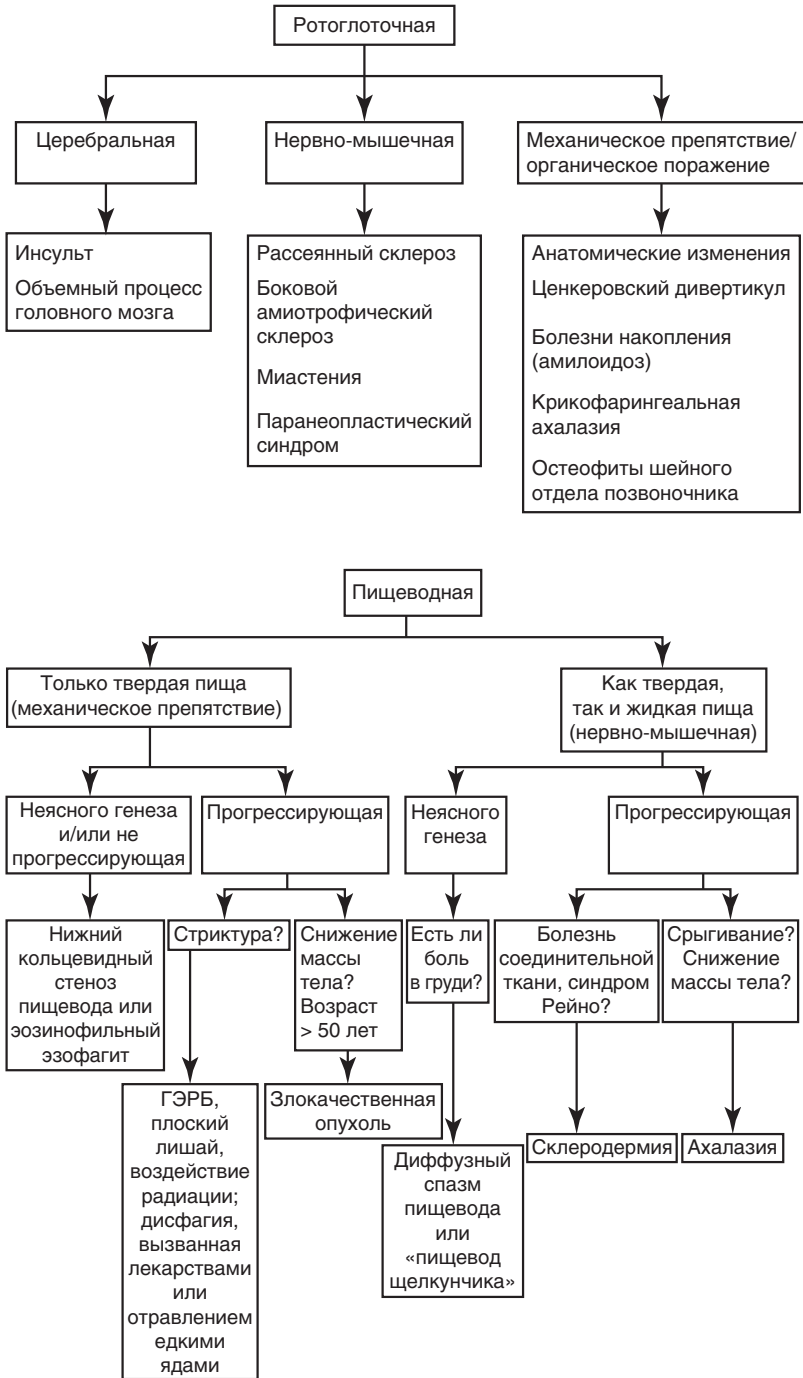 Ротоглоточная
Церебральная
Нервно-мышечная
Механическое препятствие/
органическое поражение
Инсульт
Объемный процесс
головного мозга
Рассеянный склероз
Боковой
амиотрофический
склероз
Миастения
Паранеопластический
синдром
Анатомические изменения
Ценкеровский дивертикул
Болезни накопления
(амилоидоз)
Крикофарингеальная
ахалазия
Остеофиты шейного
отдела позвоночника
Пищеводная
Только твердая пища
(механическое препятствие)
Как твердая,
так и жидкая пища
(нервно-мышечная)
Неясного генеза
и/или не
прогрессирующая
Прогрессирующая
Неясного
генеза
Прогрессирующая
Нижний
кольцевидный
стеноз
пищевода или
эозинофильный
эзофагит
Стриктура?
Снижение
массы
тела?
Возраст
> 50 лет
Есть ли
боль
в груди?
Болезнь
соединительной
ткани, синдром
Рейно?
Срыгивание?
Снижение
массы тела?
ГЭРБ,
плоский
лишай,
воздействие
радиации;
дисфагия,
вызванная
лекарствами
или
отравлением
едкими
ядами
Злокачественная
опухоль
Диффузный
спазм
пищевода
или
«пищевод
щелкунчика»
Склеродермия
Ахалазия